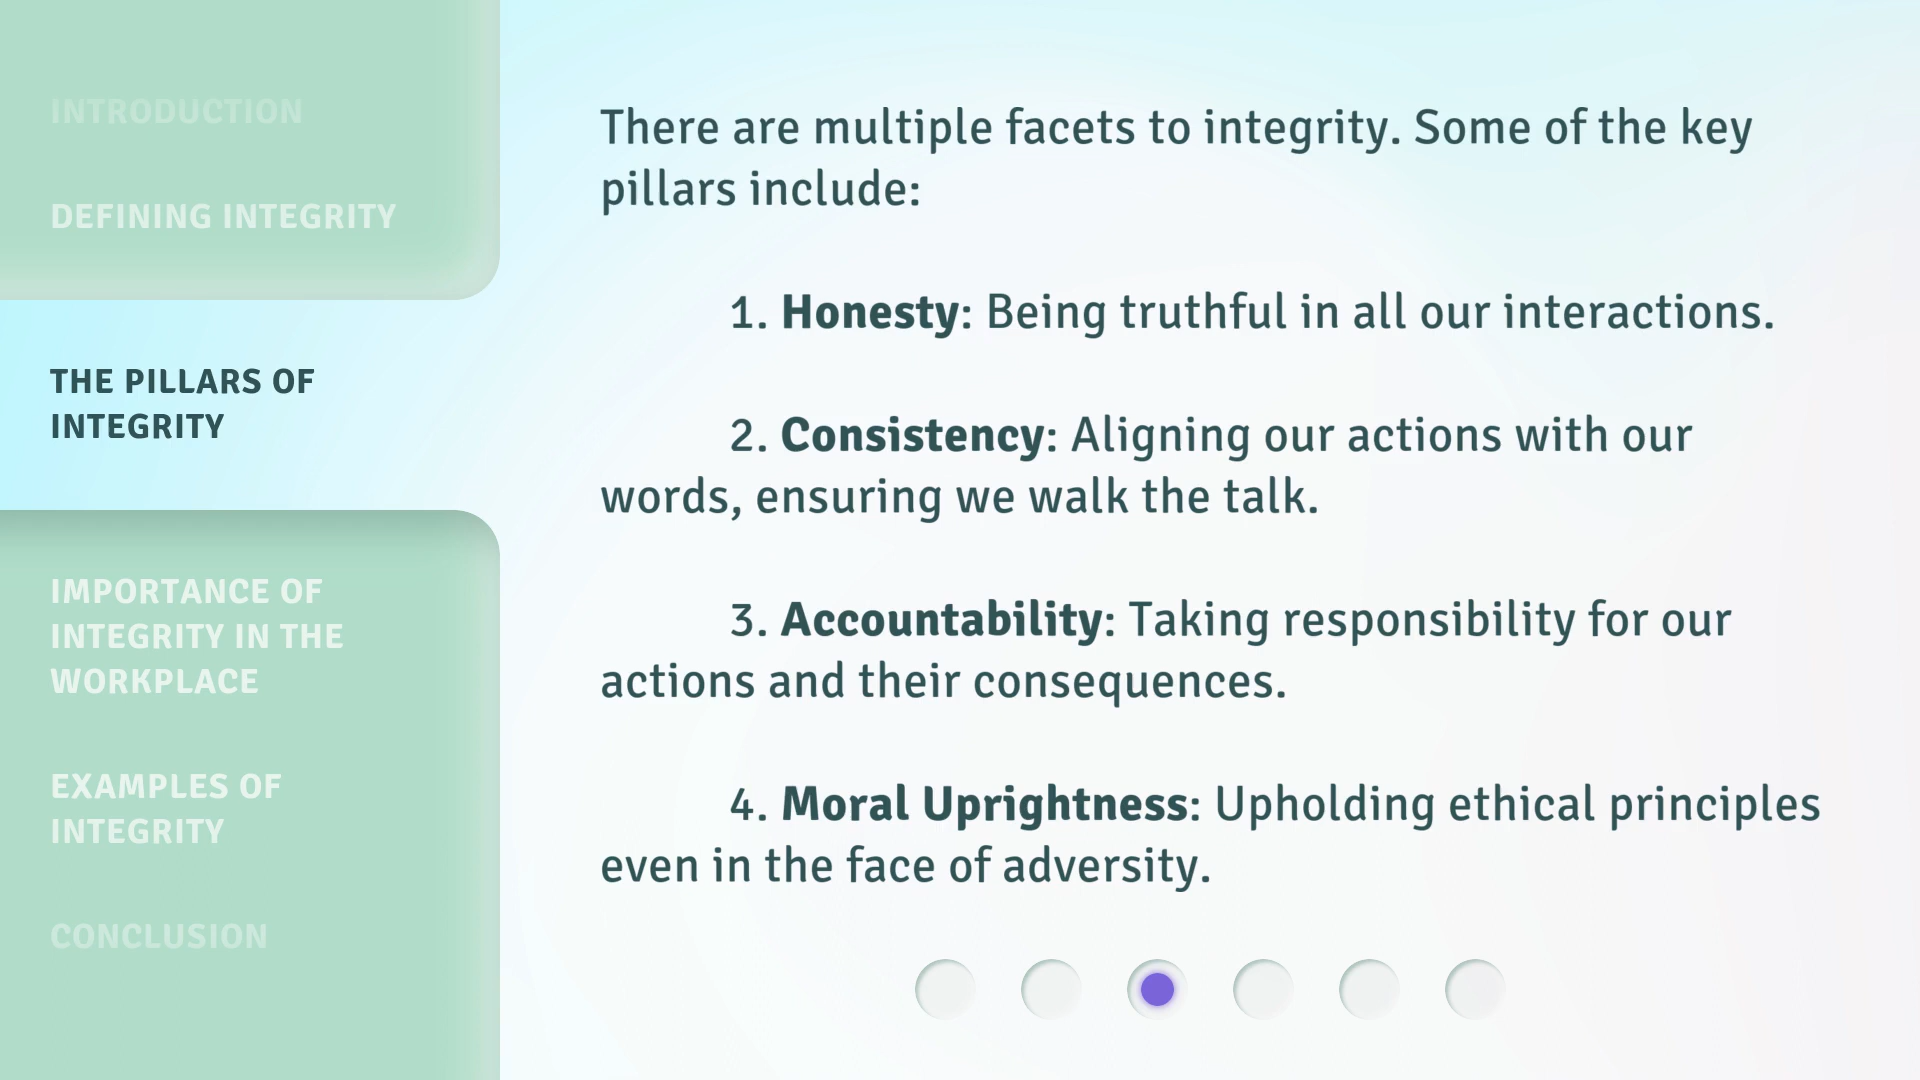 INTRODUCTION
DEFINING INTEGRITY
THE PILLARS OF
INTEGRITY
IMPORTANCE OF
INTEGRITY IN THE
WORKPLACE
EXAMPLES OF
INTEGRITY
CONCLUSION
There are multiple facets to integrity. Some of the key
pillars include:
1. Honesty: Being truthful in all our interactions.
2. Consistency: Aligning our actions with our
words, ensuring we walk the talk.
3. Accountability: Taking responsibility for our
actions and their consequences.
4. Moral Uprightness: Upholding ethical principles
even in the face of adversity.